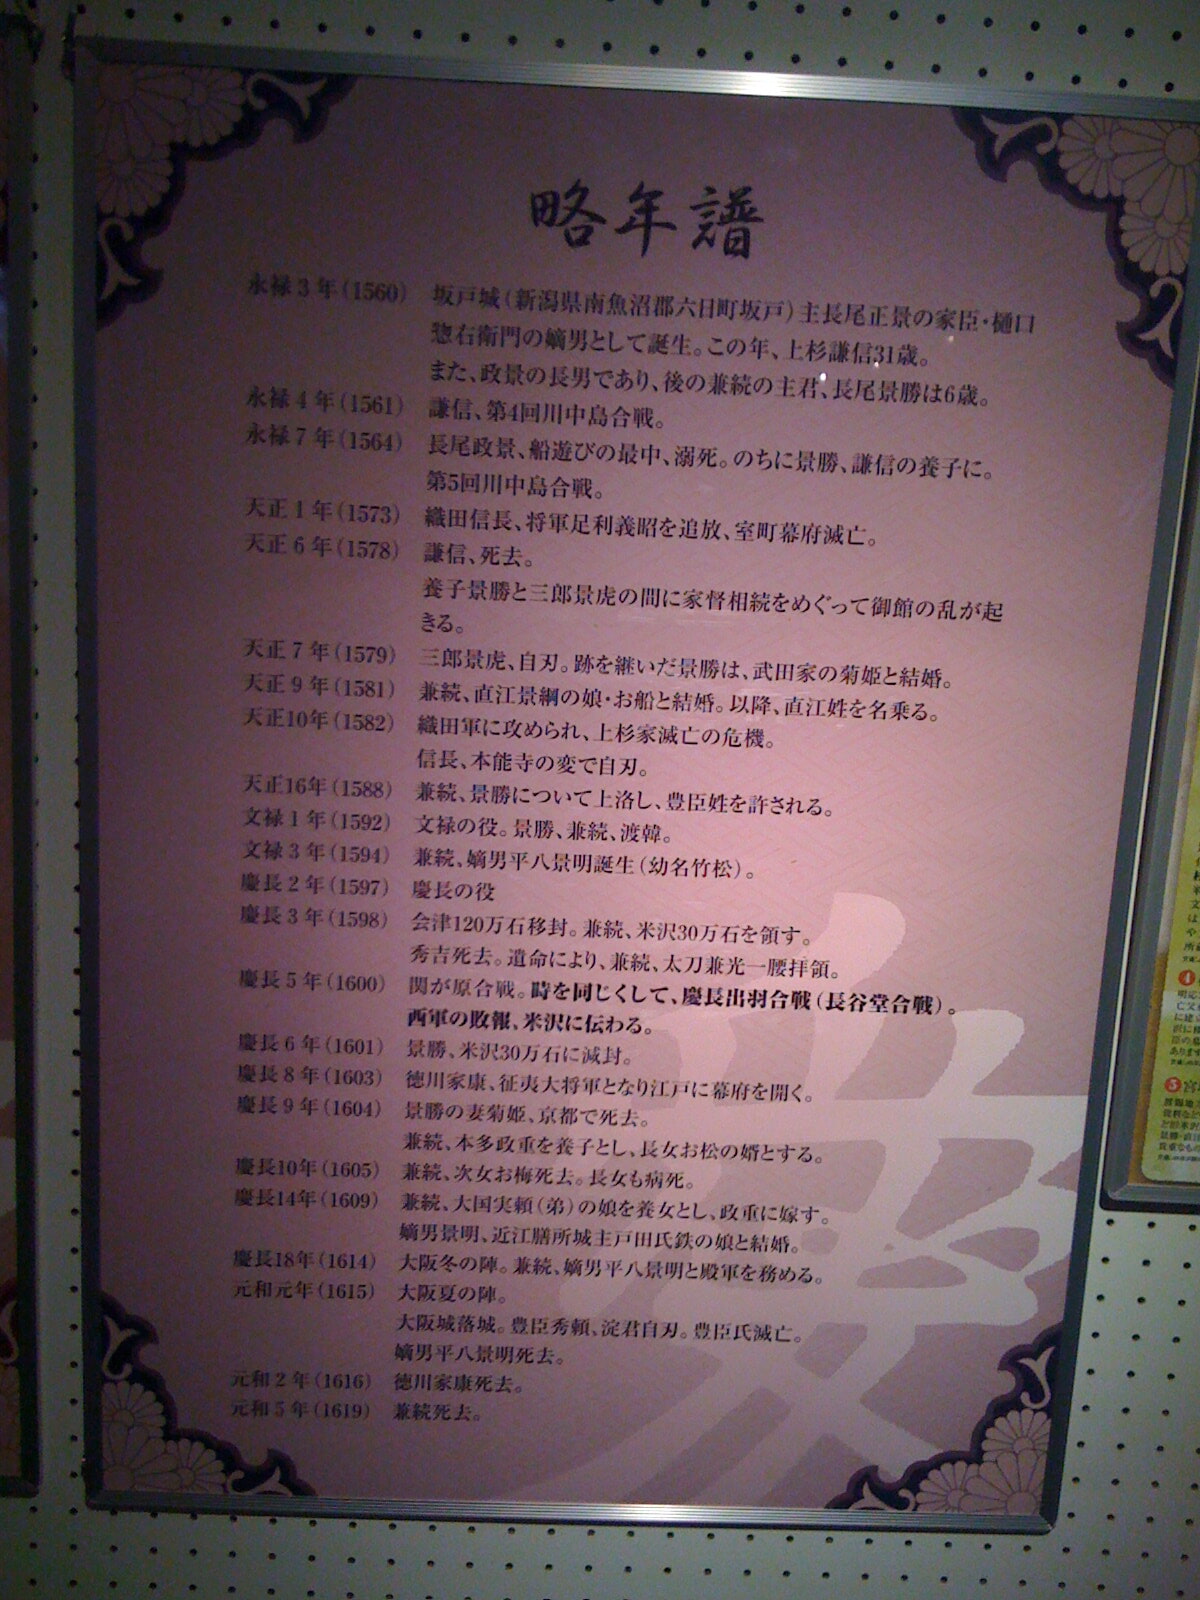 略年譜
永禄3年(1560) 坂戸城(新潟県南魚沼郡六日町坂戸)主長尾正景の家臣・樋口
惣右衛門の嫡男として誕生。この年、上杉謙信31歳。
また、政景の長男であり、後の兼続の主君、長尾景勝は6歳。
永禄4年(1561) 謙信、第4回川中島合戦。
永禄7年(1564) 長尾政景、船遊びの最中、溺死。のちに景勝、謙信の養子に。
第5回川中島合戦。
天正1年(1573) 織田信長、将軍足利義昭を追放、室町幕府滅亡。
天正6年(1578) 謙信、死去。
養子景勝と三郎景虎の間に家督相続をめぐって御館の乱が起
きる。
天正7年(1579) 三郎景虎、自刃。跡を継いだ景勝は、武田家の菊姫と結婚。
天正9年(1581) 兼続、直江景綱の娘・お船と結婚。以降、直江姓を名乗る。
天正10年(1582) 織田軍に攻められ、上杉家滅亡の危機。
信長、本能寺の変で自刃。
天正16年(1588) 兼続、景勝について上洛し、豊臣姓を許される。
文禄1年(1592) 文禄の役。景勝、兼続、渡韓。
文禄3年(1594) 兼続、嫡男平八景明誕生(幼名竹松)。
慶長2年(1597) 慶長の役
慶長3年(1598) 会津120万石移封。兼続、米沢30万石を領す。
秀吉死去。遺命により、兼続、太刀兼光一腰拝領。
慶長5年(1600) 関が原合戦。時を同じくして、慶長出羽合戦(長谷堂合戦)。
西軍の敗報、米沢に伝わる。
慶長6年(1601) 景勝、米沢30万石に減封。
慶長8年(1603) 徳川家康、征夷大将軍となり江戸に幕府を開く。
慶長9年(1604) 景勝の妻菊姫、京都で死去。
兼続、本多政重を養子とし、長女お松の婿とする。
慶長10年(1605) 兼続、次女お梅死去。長女も病死。
慶長14年(1609) 兼続、大国実頼(弟)の娘を養女とし、政重に嫁す。
嫡男景明、近江膳所城主戸田氏鉄の娘と結婚。
慶長18年(1614) 大阪冬の陣。兼続、嫡男平八景明と殿軍を務める。
元和元年(1615) 大阪夏の陣。
大阪城落城。豊臣秀頼、淀君自刃。豊臣氏滅亡。
嫡男平八景明死去。
元和2年(1616) 徳川家康死去。
元和5年(1619) 兼続死去。